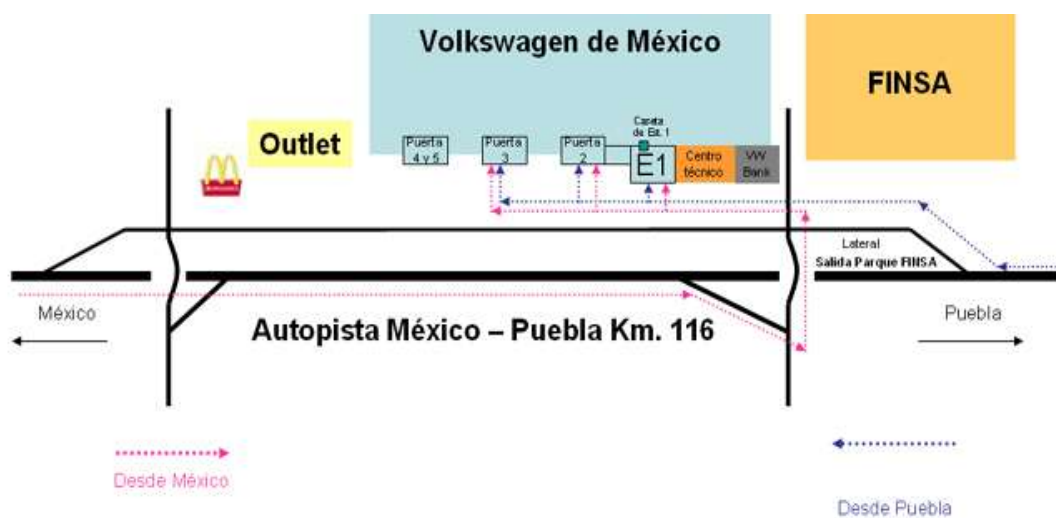 Volkswagen de México
FINSA
Outlet
Caseta
de Est. 1
Puerta
4 y 5
Puerta
3
Puerta
2
E1
Centro
técnico
VW
Bank
Lateral
Salida Parque FINSA
México
Autopista México – Puebla Km. 116
Puebla
Desde México
Desde Puebla